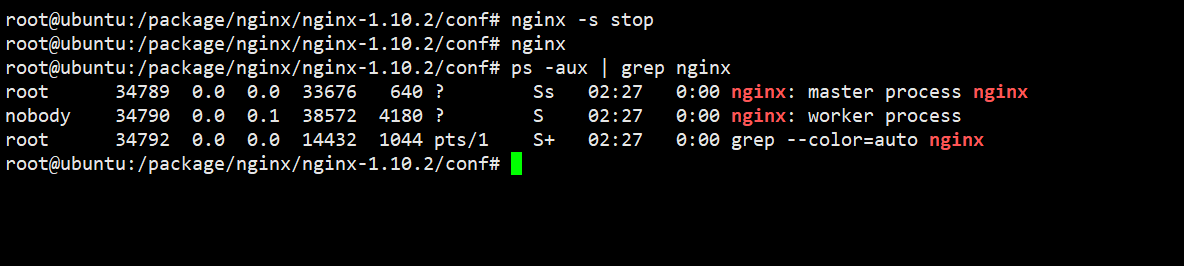 root@ubuntu:/package/nginx/nginx-1.10.2/conf# nginx -s stop
root@ubuntu:/package/nginx/nginx-1.10.2/conf# nginx
root@ubuntu:/package/nginx/nginx-1.10.2/conf# ps -aux | grep nginx
root      34789  0.0  0.0  33676   640 ?        Ss   02:27   0:00 nginx: master process nginx
nobody    34790  0.0  0.1  38572  4180 ?        S    02:27   0:00 nginx: worker process
root      34792  0.0  0.0  14432  1044 pts/1    S+   02:27   0:00 grep --color=auto nginx
root@ubuntu:/package/nginx/nginx-1.10.2/conf#